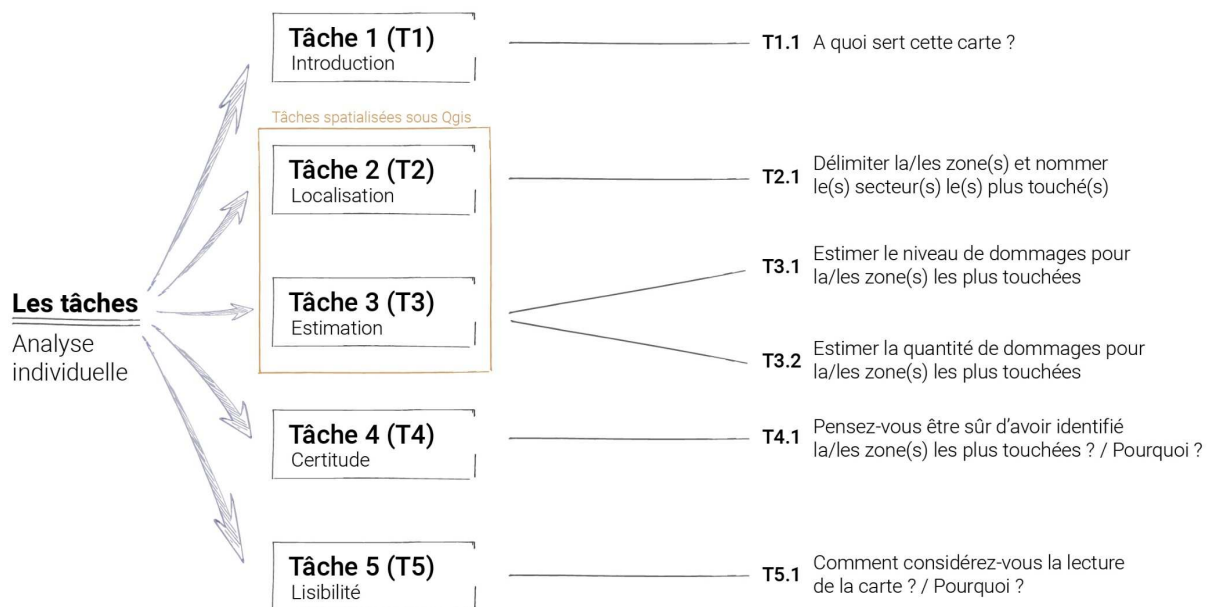 Les tâches
Analyse
individuelle
Tâche 1 (T1)
Introduction
T1.1 A quoi sert cette carte ?
Tâches spatialisées sous Qgis
Tâche 2 (T2)
Localisation
T2.1 Délimiter la/les zone(s) et nommer
le(s) secteur(s) le(s) plus touché(s)
Tâche 3 (T3)
Estimation
T3.1 Estimer le niveau de dommages pour
la/les zone(s) les plus touchées
T3.2 Estimer la quantité de dommages pour
la/les zone(s) les plus touchées
Tâche 4 (T4)
Certitude
T4.1 Pensez-vous être sûr d’avoir identifié
la/les zone(s) les plus touchées ? / Pourquoi ?
Tâche 5 (T5)
Lisibilité
T5.1 Comment considérez-vous la lecture
de la carte ? / Pourquoi ?